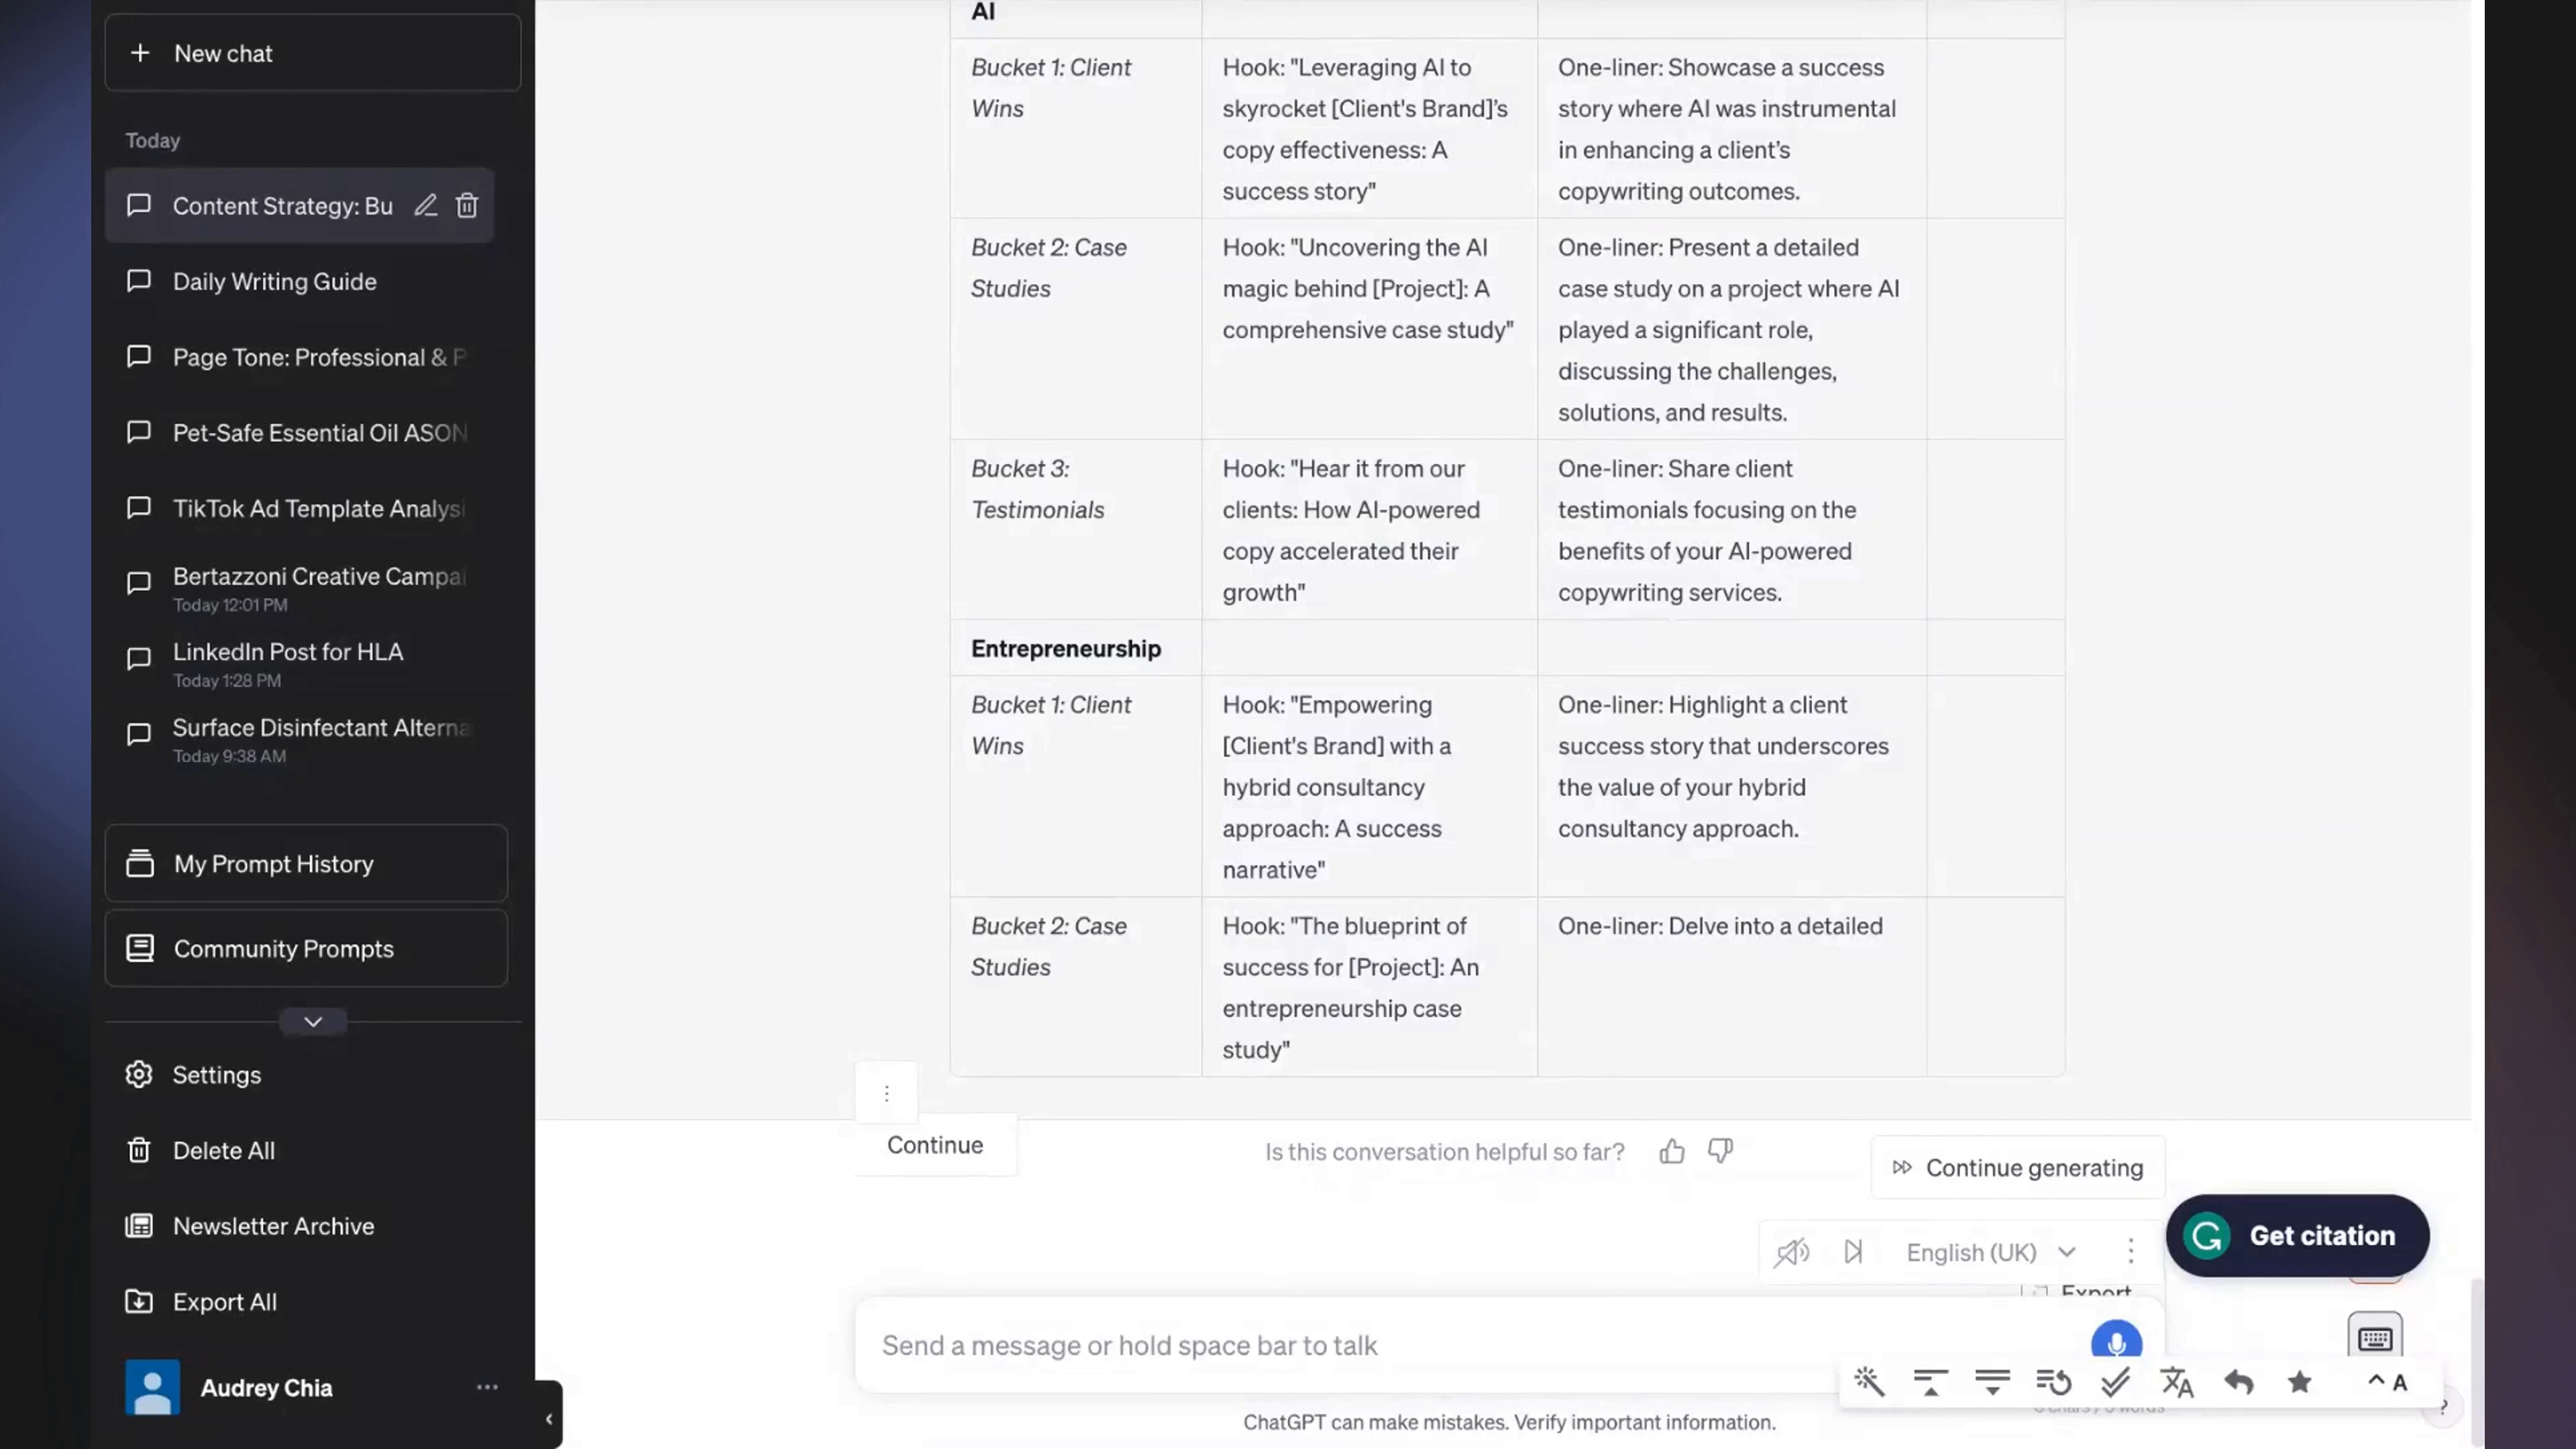 New chat
Today
Content Strategy: Bu
Daily Writing Guide
Page Tone: Professional & P
Pet-Safe Essential Oil ASON
TikTok Ad Template Analysi
Bertazzoni Creative Campai
Today 12:01 PM
LinkedIn Post for HLA
Today 1:28 PM
Surface Disinfectant Alterna
Today 9:38 AM
My Prompt History
Community Prompts
Settings
Delete All
Newsletter Archive
Export All
Audrey Chia
AI
Bucket 1: Client
Wins
Hook: "Leveraging AI to
skyrocket [Client's Brand]'s
copy effectiveness: A
success story"
One-liner: Showcase a success
story where AI was instrumental
in enhancing a client's
copywriting outcomes.
Bucket 2: Case
Studies
Hook: "Uncovering the AI
magic behind [Project]: A
comprehensive case study"
One-liner: Present a detailed
case study on a project where AI
played a significant role,
discussing the challenges,
solutions, and results.
Bucket 3:
Testimonials
Hook: "Hear it from our
clients: How AI-powered
copy accelerated their
growth"
One-liner: Share client
testimonials focusing on the
benefits of your AI-powered
copywriting services.
Entrepreneurship
Bucket 1: Client
Wins
Hook: "Empowering
[Client's Brand] with a
hybrid consultancy
approach: A success
narrative"
One-liner: Highlight a client
success story that underscores
the value of your hybrid
consultancy approach.
Bucket 2: Case
Studies
Hook: "The blueprint of
success for [Project]: An
entrepreneurship case
study"
One-liner: Delve into a detailed
Continue
Is this conversation helpful so far?
Continue generating
Get citation
English (UK)
Export
Send a message or hold space bar to talk
A
ChatGPT can make mistakes. Verify important information.
?